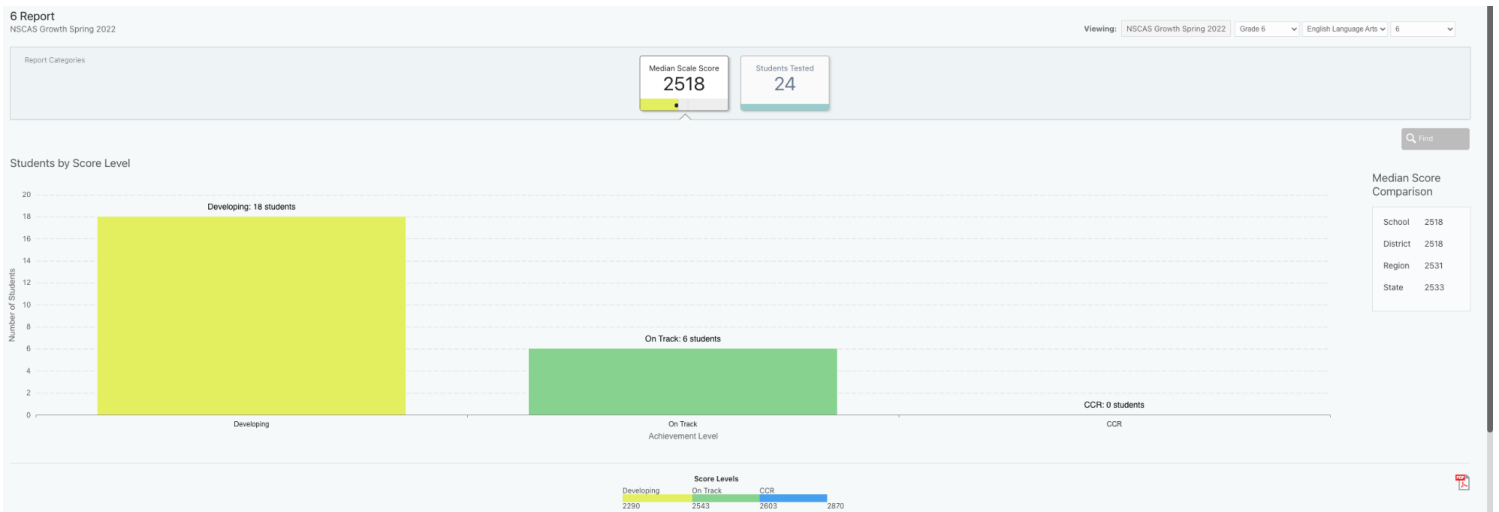 6 Report
NSCAS Growth Spring 2022
Viewing: NSCAS Growth Spring 2022 Grade 6 English Language Arts 6
Report Categories
Median Scale Score
2518
Students Tested
24
Find
Students by Score Level
Number of Students
20
18
16
14
12
10
8
6
4
2
0
Developing: 18 students
On Track: 6 students
CCR: 0 students
Developing
On Track
CCR
Achievement Level
Median Score
Comparison
School 2518
District 2518
Region 2531
State 2533
Score Levels
Developing On Track CCR
2290 2543 2603 2870